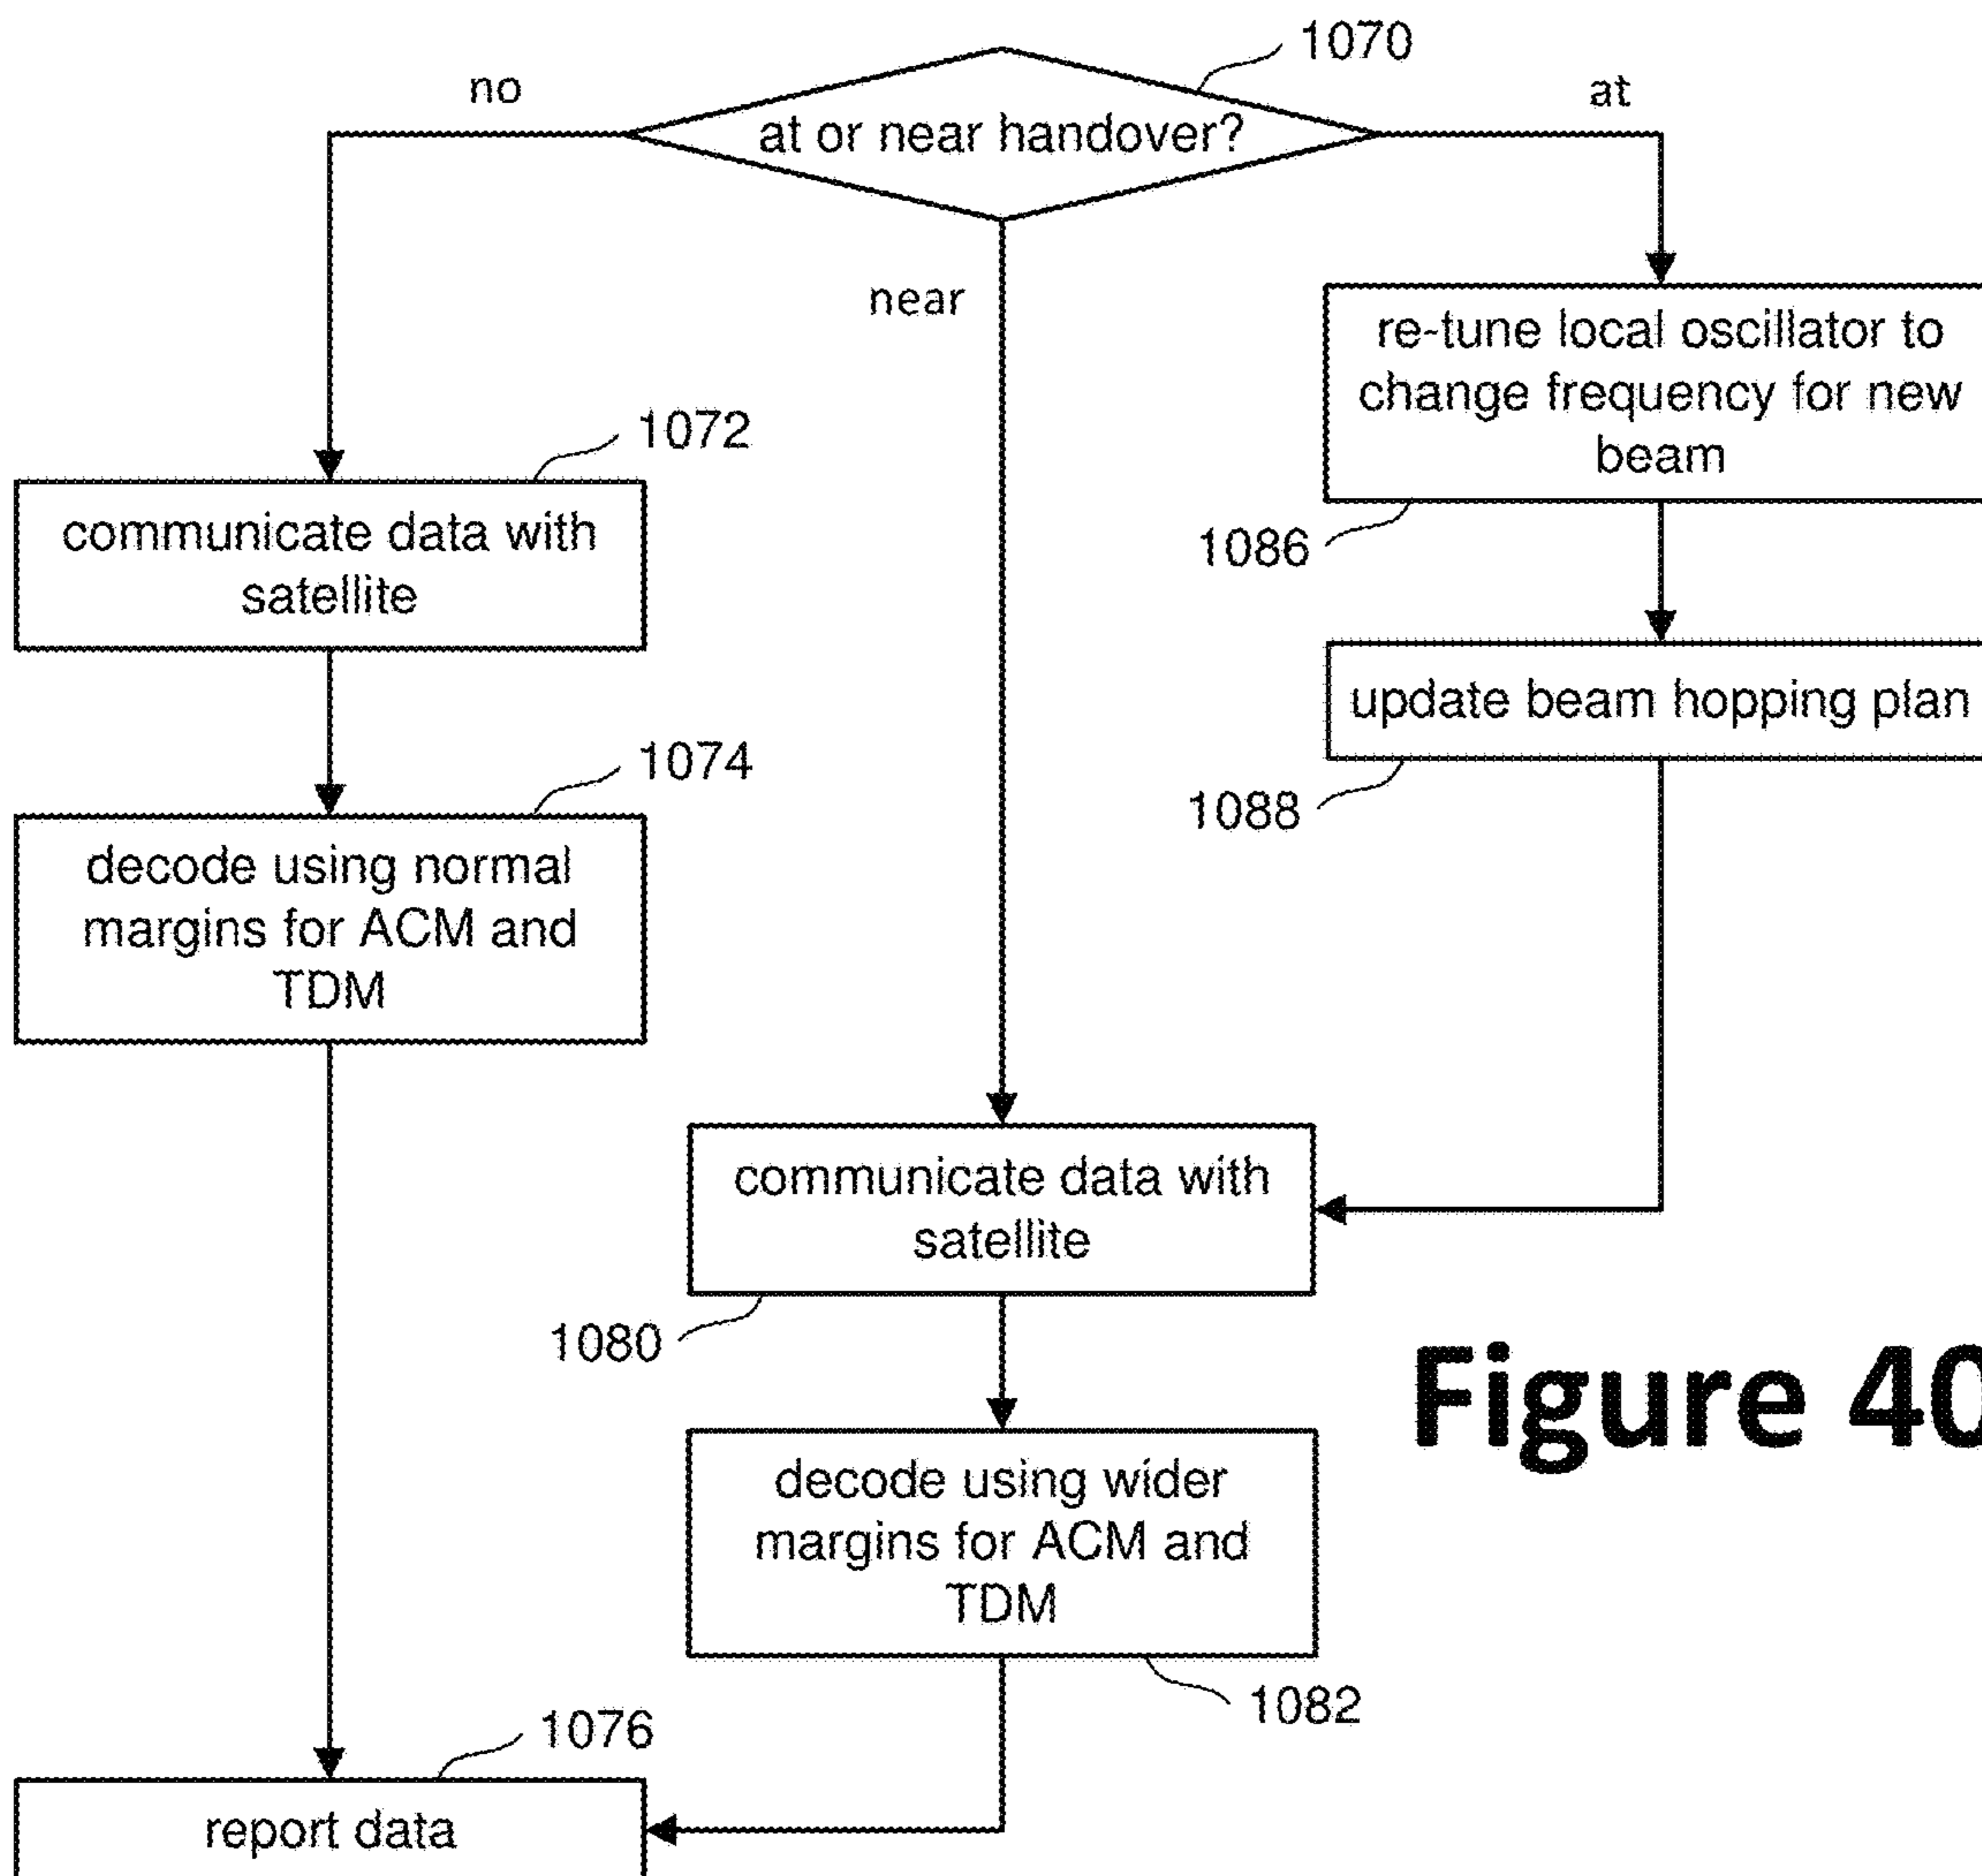 1070
no
at
at or near handover?
near
re-tune local oscillator to
change frequency for new
beam
1072
communicate data with
satellite
1086
update beam hopping plan
1074
1088
decode using normal
margins for ACM and
TDM
communicate data with
satellite
1080
Figure 40
decode using wider
margins for ACM and
TDM
1082
1076
report data